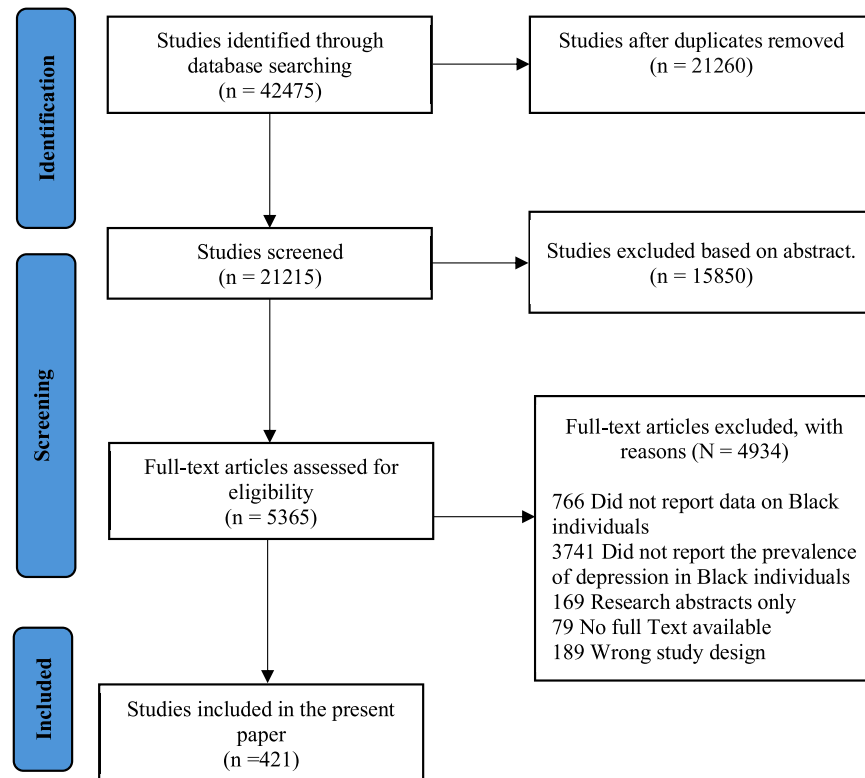 Identification
Studies identified through
database searching
(n = 42475)
Studies after duplicates removed
(n = 21260)
Screening
Studies screened
(n = 21215)
Studies excluded based on abstract.
(n = 15850)
Full-text articles assessed for
eligibility
(n = 5365)
Full-text articles excluded, with
reasons (N = 4934)
766 Did not report data on Black
individuals
3741 Did not report the prevalence
of depression in Black individuals
169 Research abstracts only
79 No full Text available
189 Wrong study design
Included
Studies included in the present
paper
(n =421)